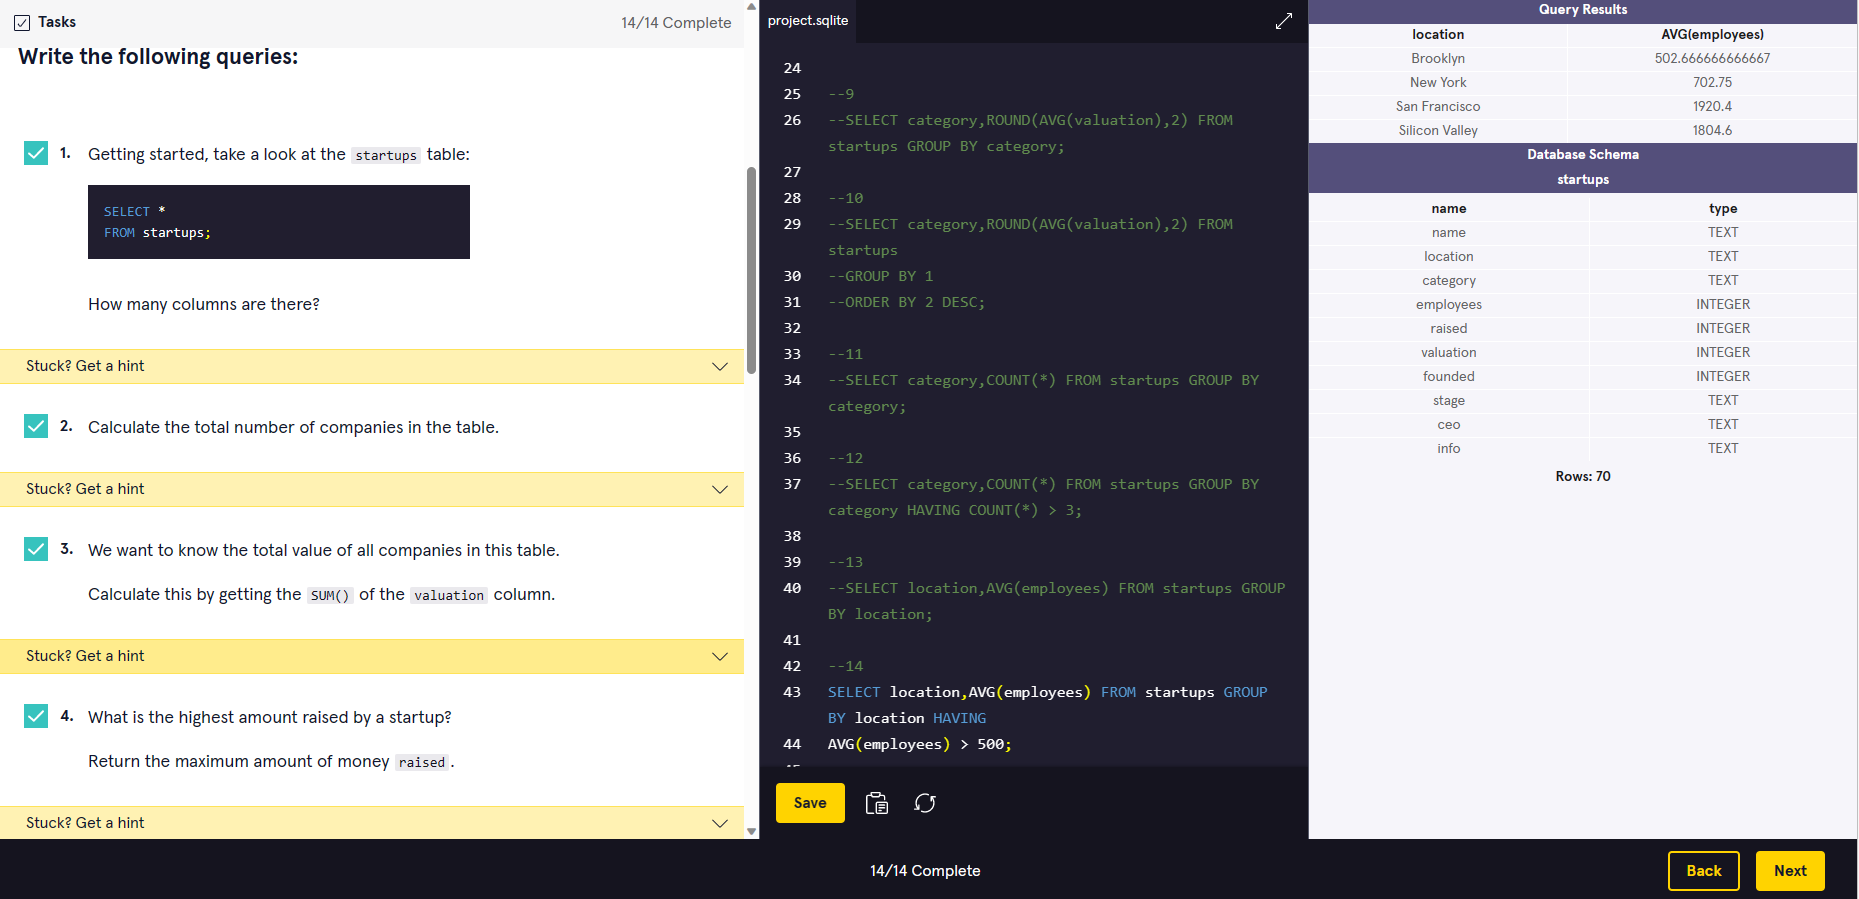 Tasks
14/14 Complete
Write the following queries:
1. Getting started, take a look at the startups table:
SELECT *
FROM startups;
How many columns are there?
Stuck? Get a hint
2. Calculate the total number of companies in the table.
Stuck? Get a hint
3. We want to know the total value of all companies in this table.
Calculate this by getting the SUM() of the valuation column.
Stuck? Get a hint
4. What is the highest amount raised by a startup?
Return the maximum amount of money raised.
Stuck? Get a hint
project.sqlite
24
25 --9
26 --SELECT category,ROUND(AVG(valuation),2) FROM
startups GROUP BY category;
27
28 --10
29 --SELECT category,ROUND(AVG(valuation),2) FROM
startups
30 --GROUP BY 1
31 --ORDER BY 2 DESC;
32
33 --11
34 --SELECT category,COUNT(*) FROM startups GROUP BY
category;
35
36 --12
37 --SELECT category,COUNT(*) FROM startups GROUP BY
category HAVING COUNT(*) > 3;
38
39 --13
40 --SELECT location,AVG(employees) FROM startups GROUP
BY location;
41
42 --14
43 SELECT location,AVG(employees) FROM startups GROUP
BY location HAVING
44 AVG(employees) > 500;
Save
Query Results
location AVG(employees)
Brooklyn 502.666666666667
New York 702.75
San Francisco 1920.4
Silicon Valley 1804.6
Database Schema
startups
name type
name TEXT
location TEXT
category TEXT
employees INTEGER
raised INTEGER
valuation INTEGER
founded INTEGER
stage TEXT
ceo TEXT
info TEXT
Rows: 70
14/14 Complete
Back
Next